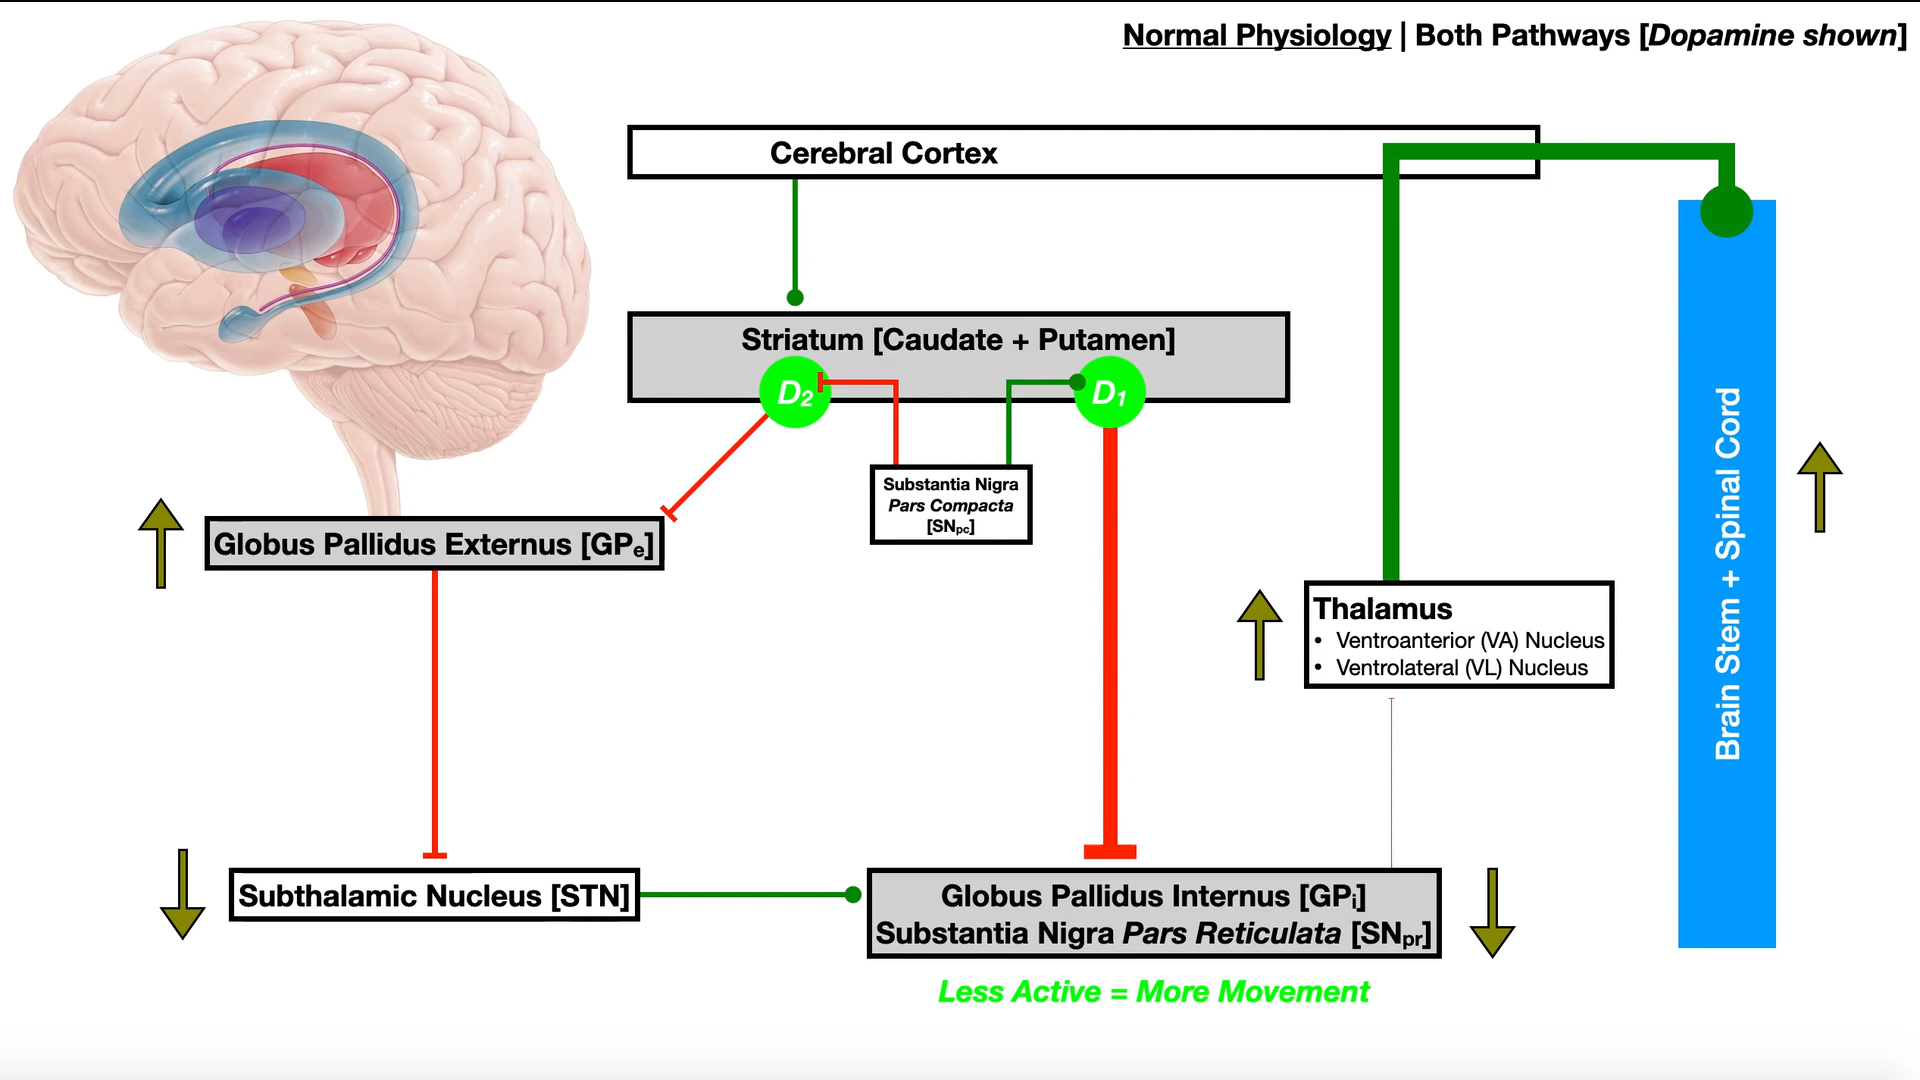 Normal Physiology | Both Pathways [Dopamine shown]
Cerebral Cortex
Striatum [Caudate + Putamen]
D₂
D₁
Substantia Nigra
Pars Compacta
[SNpc]
Globus Pallidus Externus [GPₑ]
Thalamus
• Ventroanterior (VA) Nucleus
• Ventrolateral (VL) Nucleus
Brain Stem + Spinal Cord
Subthalamic Nucleus [STN]
Globus Pallidus Internus [GPᵢ]
Substantia Nigra Pars Reticulata [SNpr]
Less Active = More Movement